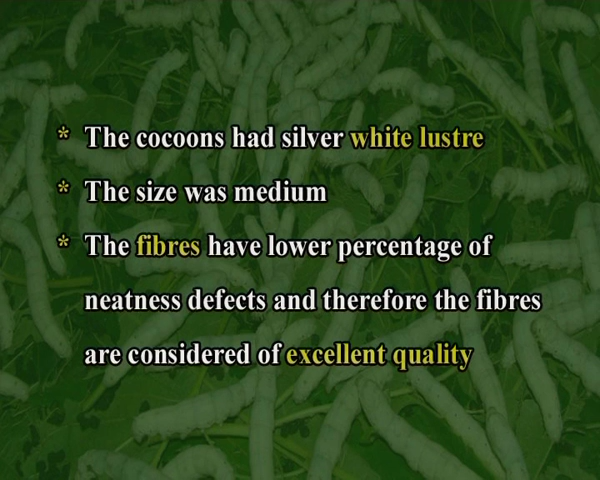 * The cocoons had silver white lustre
* The size was medium
* The fibres have lower percentage of
neatness defects and therefore the fibres
are considered of excellent quality